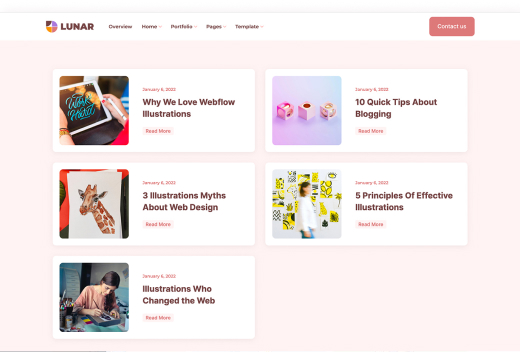 LUNAR
Overview
Home
Portfolio
Pages
Template
Contact us
Work
Hard
January 6, 2022
Why We Love Webflow
Illustrations
Read More
January 6, 2022
10 Quick Tips About
Blogging
Read More
January 6, 2022
3 Illustrations Myths
About Web Design
Read More
January 6, 2022
5 Principles Of Effective
Illustrations
Read More
January 6, 2022
Illustrations Who
Changed the Web
Read More